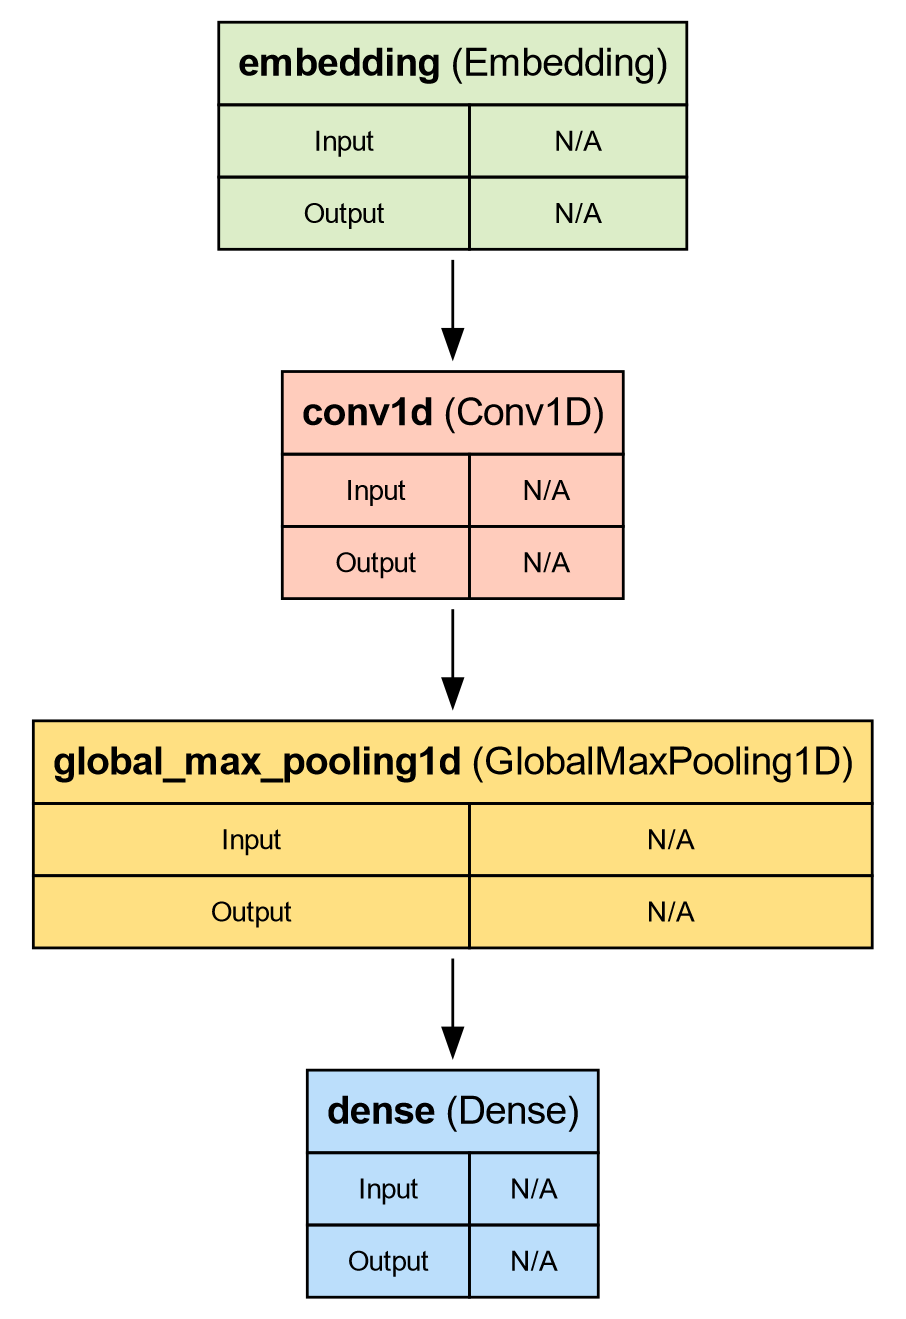 embedding (Embedding)
Input N/A
Output N/A
conv1d (Conv1D)
Input N/A
Output N/A
global_max_pooling1d (GlobalMaxPooling1D)
Input N/A
Output N/A
dense (Dense)
Input N/A
Output N/A